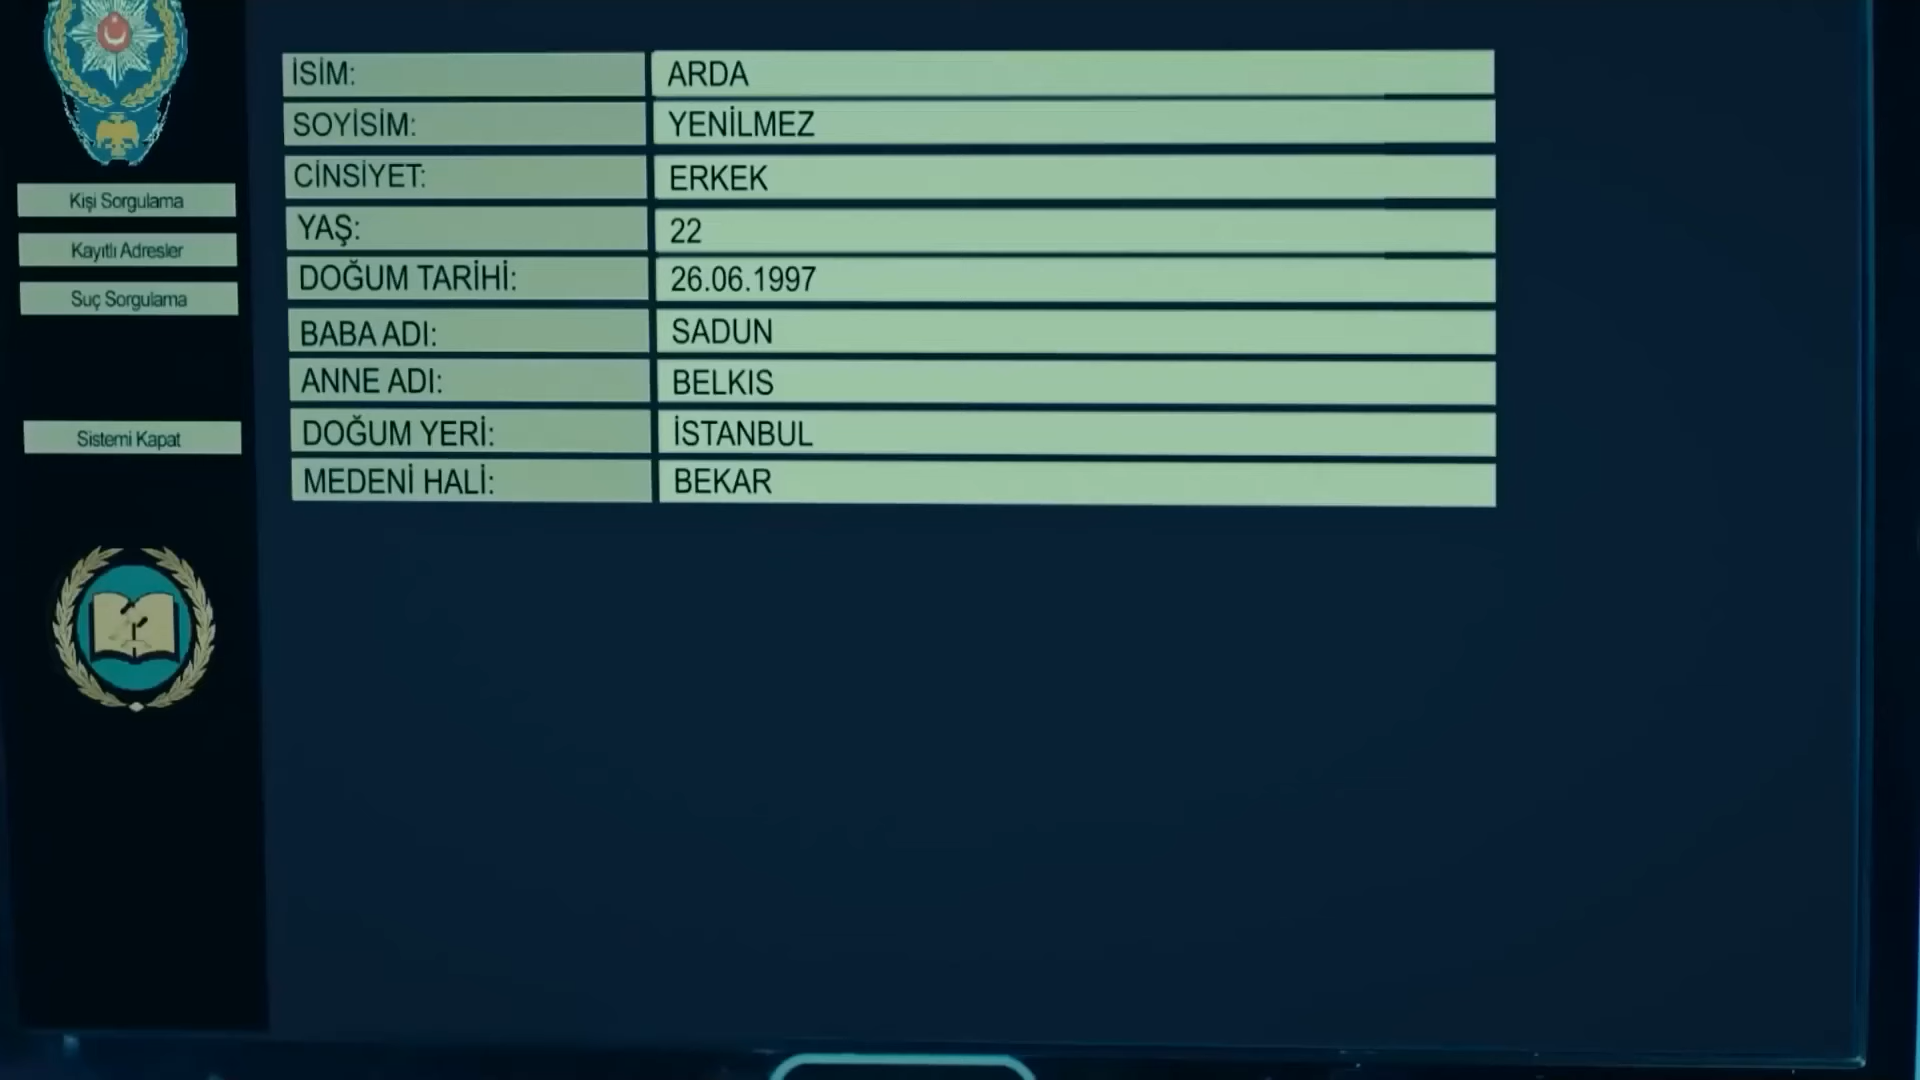 İSİM: ARDA
SOYİSİM: YENİLMEZ
CİNSİYET: ERKEK
YAŞ: 22
DOĞUM TARİHİ: 26.06.1997
BABA ADI: SADUN
ANNE ADI: BELKIS
DOĞUM YERİ: İSTANBUL
MEDENİ HALİ: BEKAR
Kişi Sorgulama
Kayıtlı Adresler
Suç Sorgulama
Sistemi Kapat